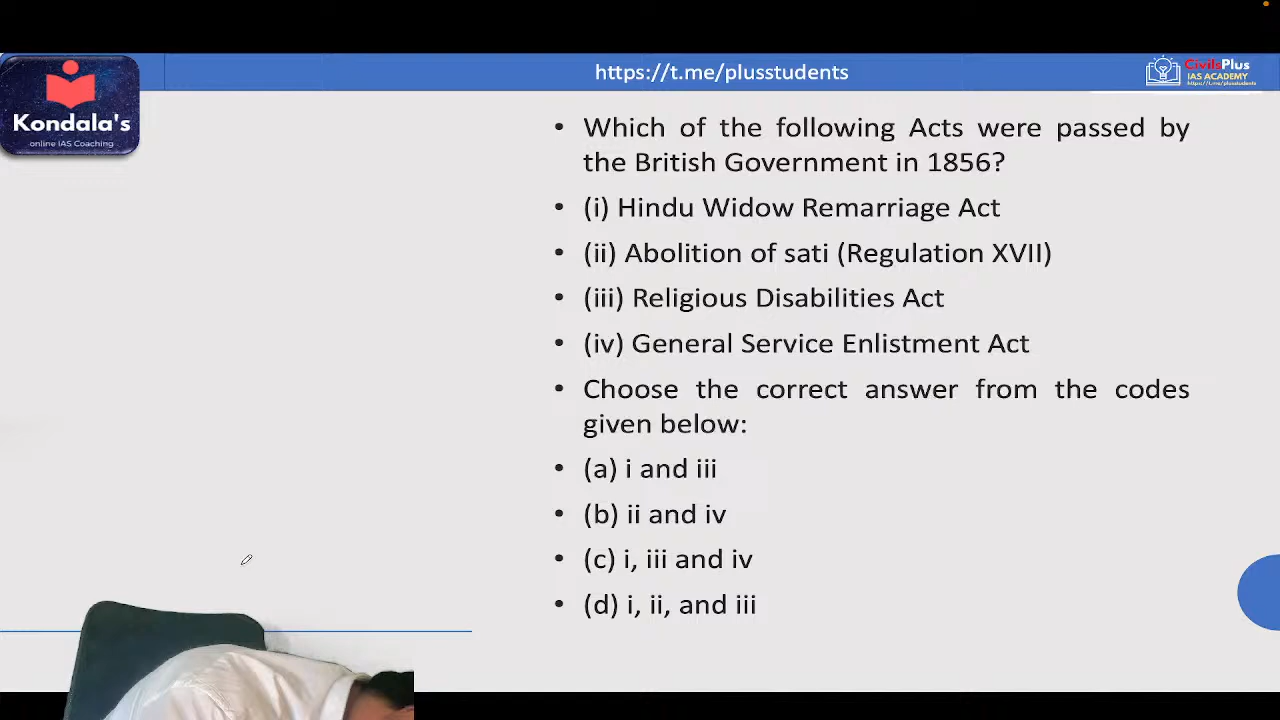 https://t.me/plusstudents
CivilsPlus
IAS ACADEMY
https://t.me/plusstudents
Kondala's
online IAS Coaching
• Which of the following Acts were passed by
the British Government in 1856?
• (i) Hindu Widow Remarriage Act
• (ii) Abolition of sati (Regulation XVII)
• (iii) Religious Disabilities Act
• (iv) General Service Enlistment Act
• Choose the correct answer from the codes
given below:
• (a) i and iii
• (b) ii and iv
• (c) i, iii and iv
• (d) i, ii, and iii